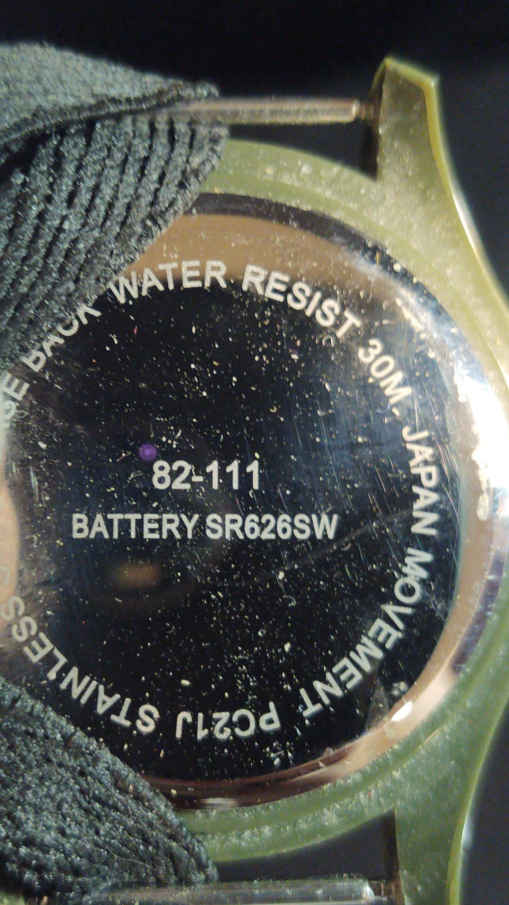 WATER RESIST 30M. JAPAN MOVEMENT PC21J STAINLESS
BACK
82-111
BATTERY SR626SW